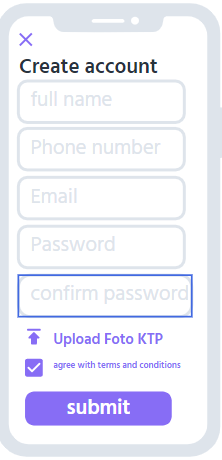 Create account
full name
Phone number
Email
Password
confirm password
Upload Foto KTP
agree with terms and conditions
submit